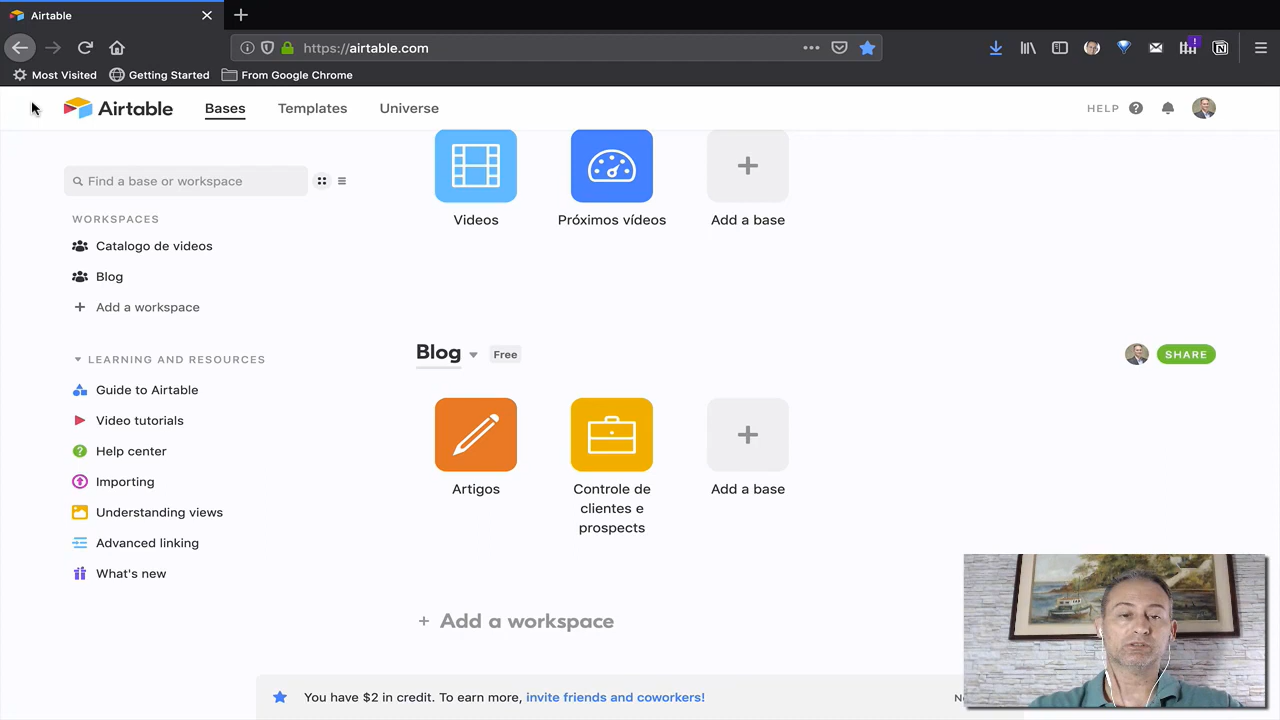 Airtable
https://airtable.com
Most Visited
Getting Started
From Google Chrome
Airtable
Bases
Templates
Universe
HELP
Find a base or workspace
WORKSPACES
Catalogo de videos
Blog
Add a workspace
LEARNING AND RESOURCES
Guide to Airtable
Video tutorials
Help center
Importing
Understanding views
Advanced linking
What's new
Videos
Próximos vídeos
Add a base
Blog
Free
SHARE
Artigos
Controle de
clientes e
prospects
Add a base
+ Add a workspace
You have $2 in credit. To earn more, invite friends and coworkers!